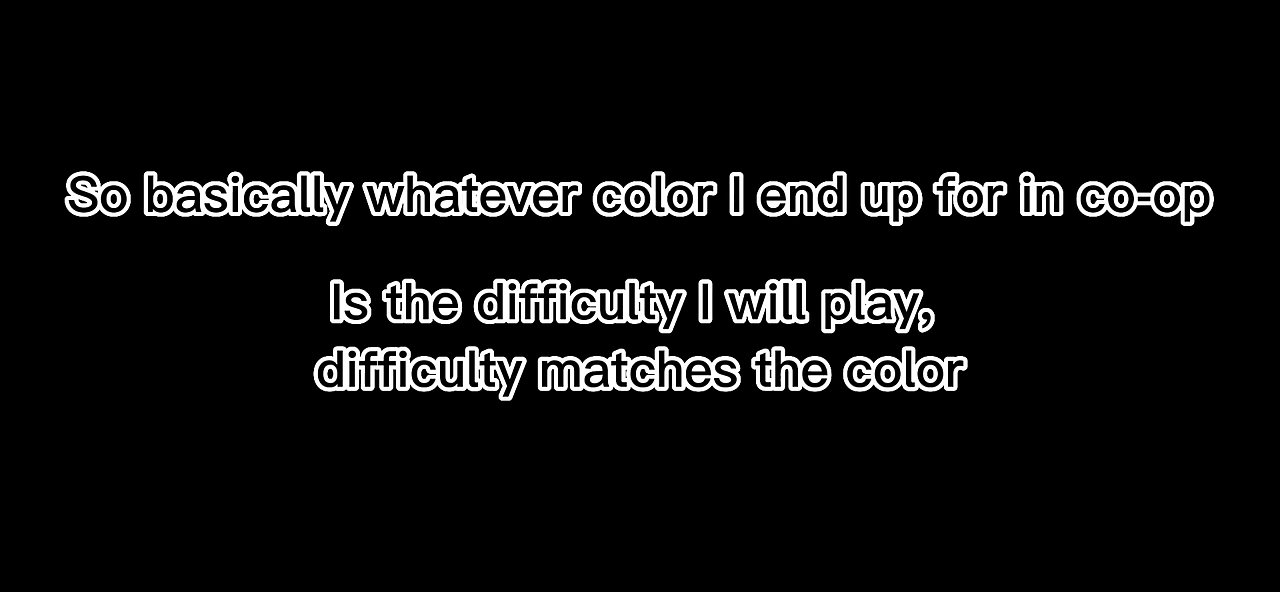 So basically whatever color I end up for in co-op
Is the difficulty I will play,
difficulty matches the color